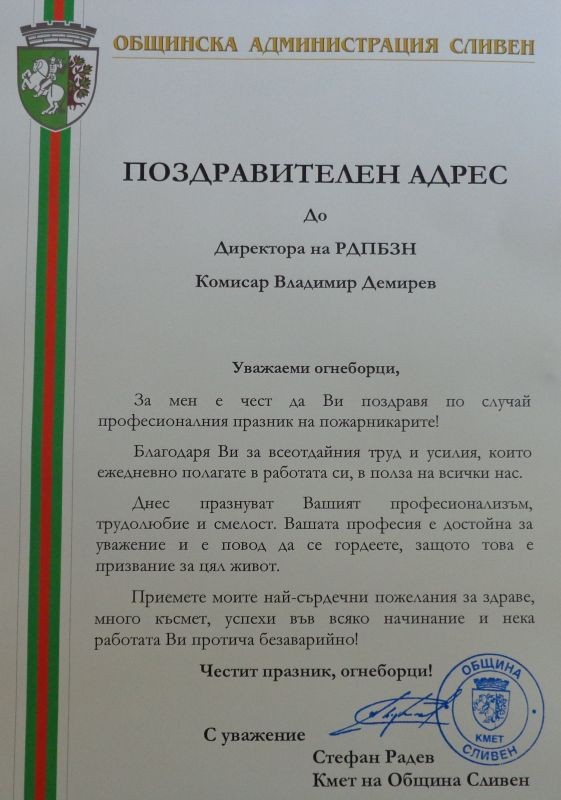 ОБЩИНСКА АДМИНИСТРАЦИЯ СЛИВЕН
ПОЗДРАВИТЕЛЕН АДРЕС
До
Директора на РДПБЗН
Комисар Владимир Демирев
Уважаеми огнеборци,
За мен е чест да Ви поздравя по случай
професионалния празник на пожарникарите!
Благодаря Ви за всеотдайния труд и усилия, които
ежедневно полагате в работата си, в полза на всички нас.
Днес празнуват Вашият професионализъм,
трудолюбие и смелост. Вашата професия е достойна за
уважение и е повод да се гордеете, защото това е
призвание за цял живот.
Приемете моите най-сърдечни пожелания за здраве,
много късмет, успехи във всяко начинание и нека
работата Ви протича безаварийно!
Честит празник, огнеборци!
ОБЩИНА
КМЕТ
СЛИВЕН
С уважение
Стефан Радев
Кмет на Община Сливен